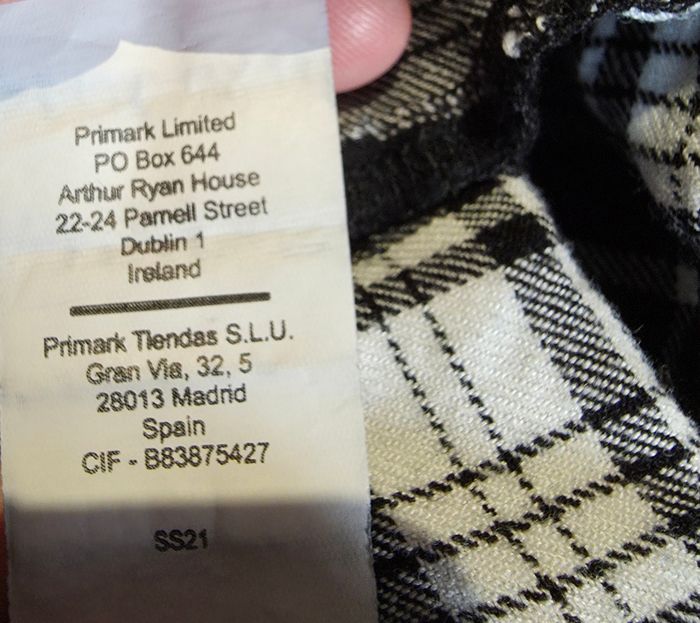 Primark Limited
PO Box 644
Arthur Ryan House
22-24 Parnell Street
Dublin 1
Ireland
Primark Tiendas S.L.U.
Gran Via, 32, 5
28013 Madrid
Spain
CIF - B83875427
SS21